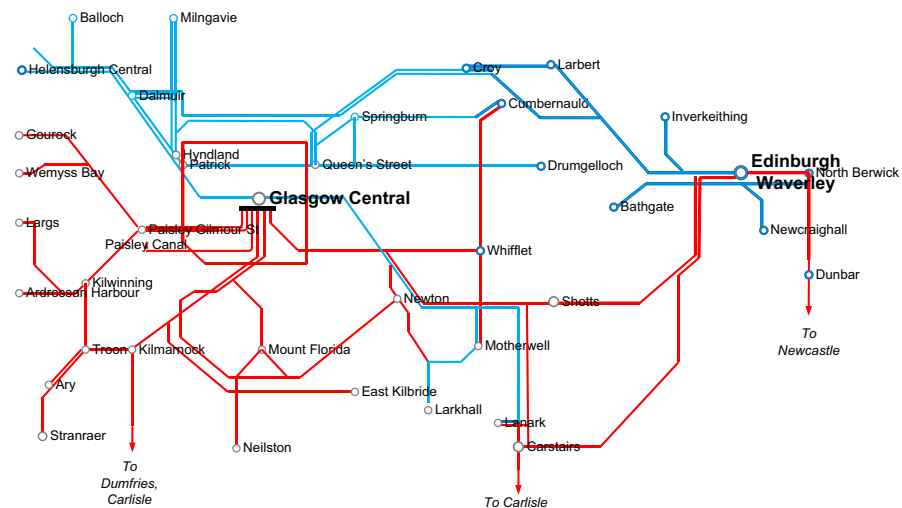 Balloch
Milngavie
Helensburgh Central
Croy
Larbert
Dalmuir
Cumbernauld
Springburn
Inverkeithing
Gourock
Hyndland
Patrick
Queen's Street
Drumgelloch
Edinburgh
Waverley
North Berwick
Wemyss Bay
Glasgow Central
Bathgate
Largs
Paisley Gilmour St
Newcraighall
Paisley Canal
Whifflet
Dunbar
Kilwinning
Ardrossan Harbour
Newton
Shotts
To
Newcastle
Troon
Kilmarnock
Mount Florida
Motherwell
Ary
East Kilbride
Larkhall
Lanark
Stranraer
Neilston
Carstairs
To
Dumfries,
Carlisle
To Carlisle